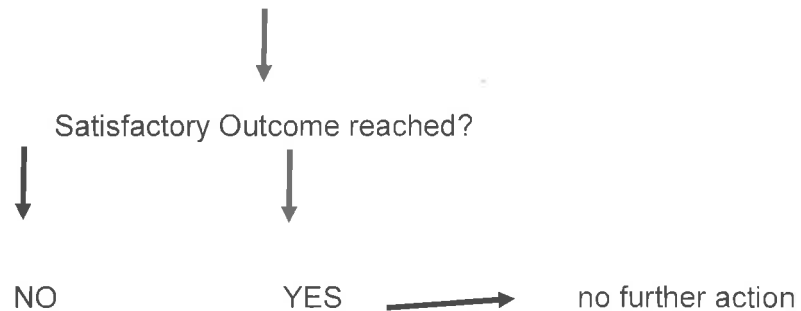 Satisfactory Outcome reached?
NO YES no further action